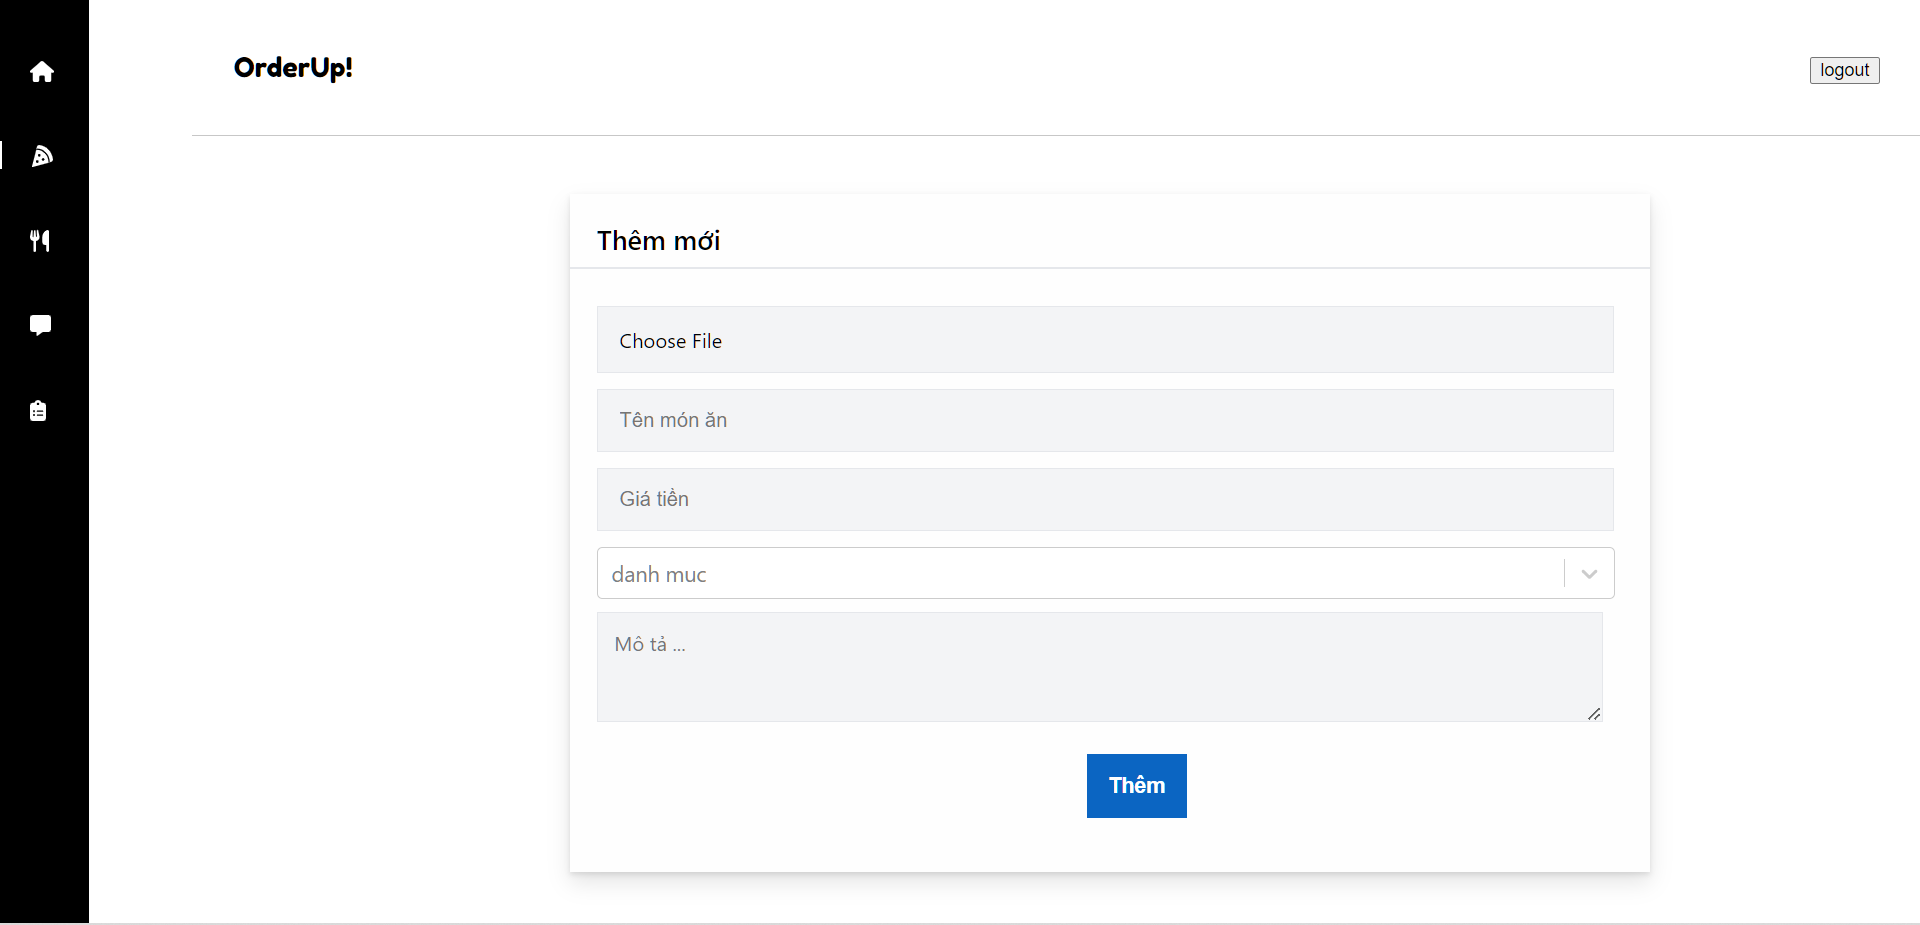 OrderUp!
logout
Thêm mới
Choose File
Tên món ăn
Giá tiền
danh muc
Mô tả ...
Thêm